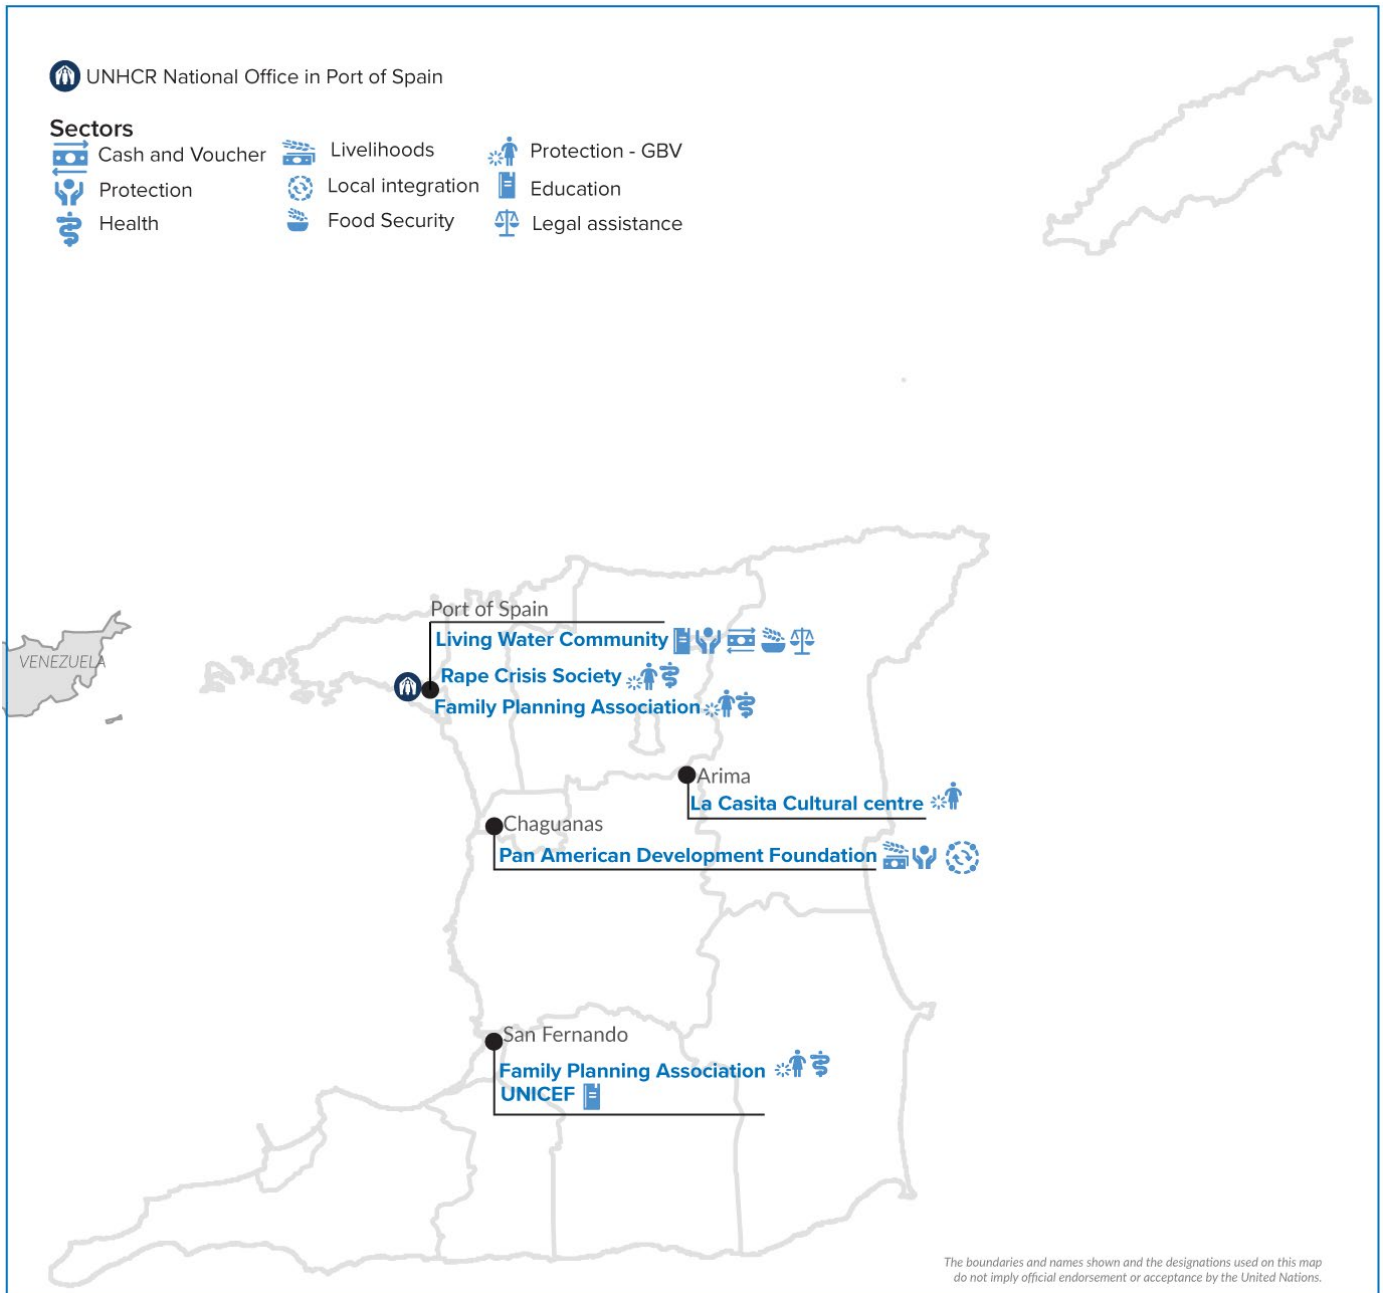 UNHCR National Office in Port of Spain
Sectors
Cash and Voucher
Livelihoods
Protection - GBV
Protection
Local integration
Education
Health
Food Security
Legal assistance
Port of Spain
Living Water Community
VENEZUELA
Rape Crisis Society
Family Planning Association
Arima
La Casita Cultural centre
Chaguanas
Pan American Development Foundation
San Fernando
Family Planning Association
UNICEF
The boundaries and names shown and the designations used on this map
do not imply official endorsement or acceptance by the United Nations.